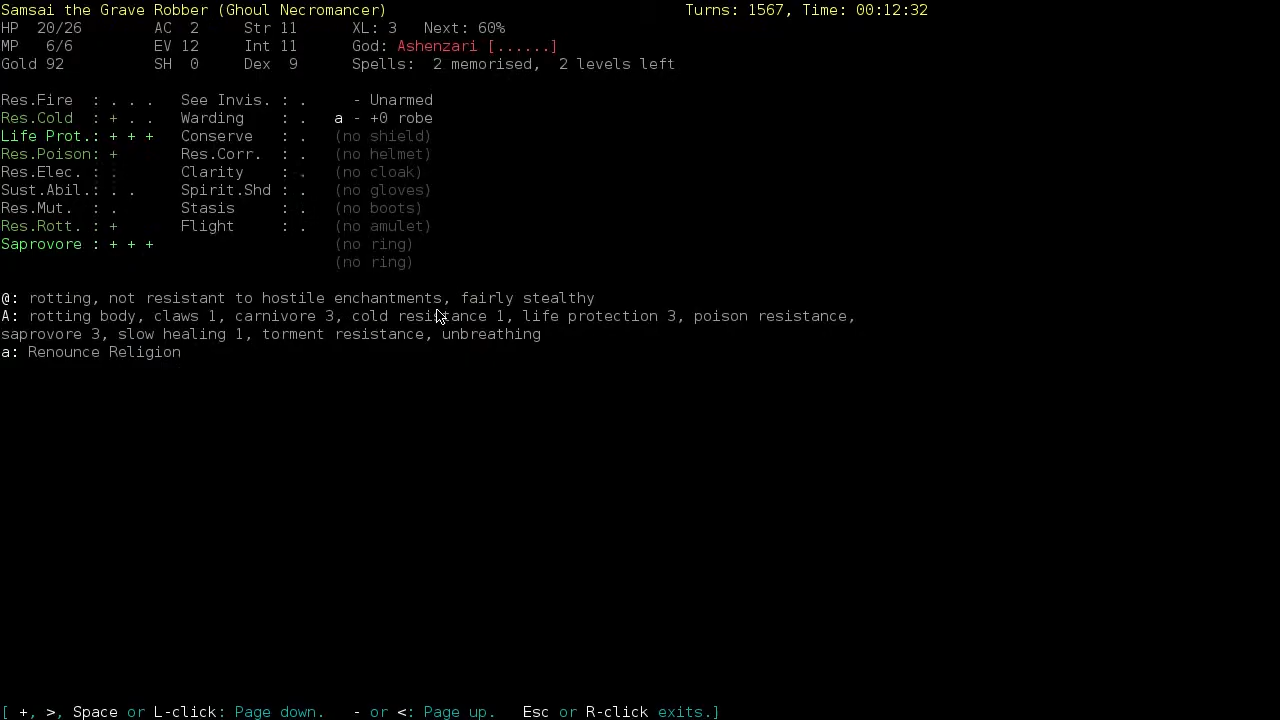 Samsai the Grave Robber (Ghoul Necromancer) Turns: 1567, Time: 00:12:32
HP 20/26 AC 2 Str 11 XL: 3 Next: 60%
MP 6/6 EV 12 Int 11 God: Ashenzari [......]
Gold 92 SH 0 Dex 9 Spells: 2 memorised, 2 levels left
Res.Fire : . . . See Invis. : . - Unarmed
Res.Cold : + . . Warding : . a - +0 robe
Life Prot.: + + + Conserve : . (no shield)
Res.Poison: + Res.Corr. : . (no helmet)
Res.Elec. : . Clarity : . (no cloak)
Sust.Abil.: . . Spirit.Shd : . (no gloves)
Res.Mut. : . Stasis : . (no boots)
Res.Rott. : + Flight : . (no amulet)
Saprovore : + + + (no ring)
(no ring)
@: rotting, not resistant to hostile enchantments, fairly stealthy
A: rotting body, claws 1, carnivore 3, cold resistance 1, life protection 3, poison resistance,
saprovore 3, slow healing 1, torment resistance, unbreathing
a: Renounce Religion
[ +, >, Space or L-click: Page down. - or <: Page up. Esc or R-click exits.]